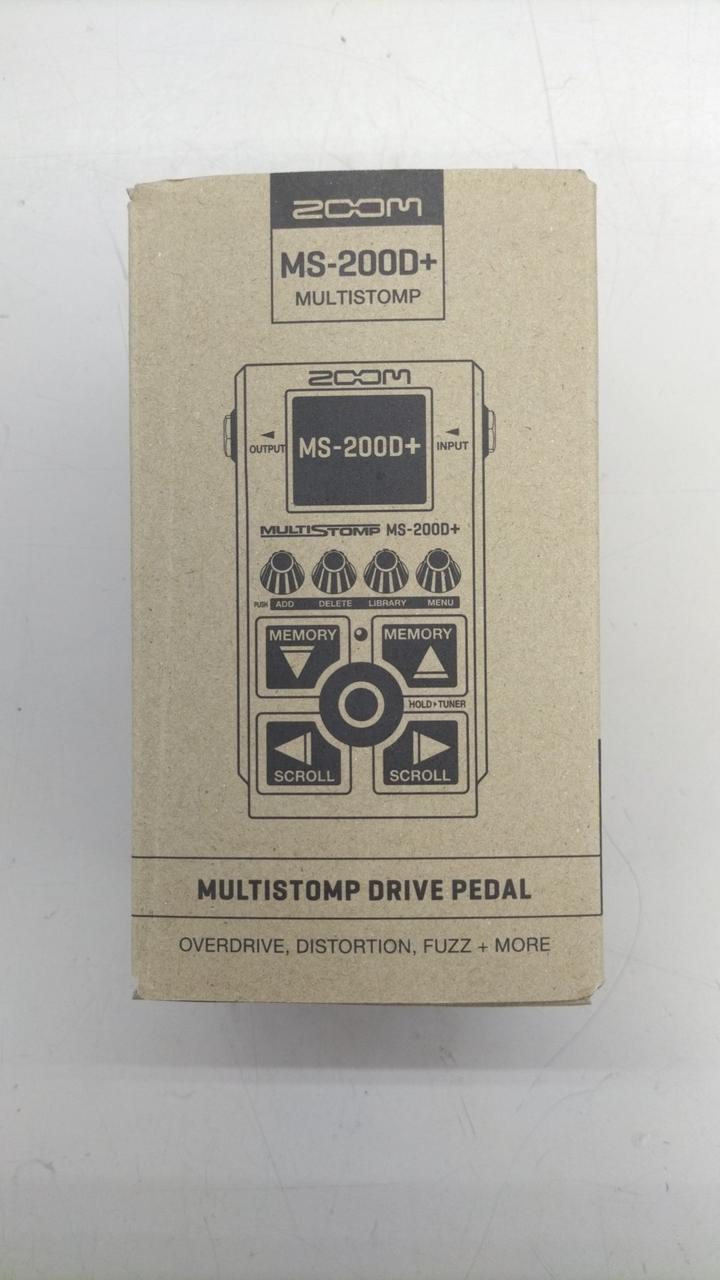 ZOOM
MS-200D+
MULTISTOMP
ZOOM
OUTPUT
MS-200D+
INPUT
MULTISTOMP MS-200D+
PUSH ADD DELETE LIBRARY MENU
MEMORY
MEMORY
HOLD▸TUNER
SCROLL
SCROLL
MULTISTOMP DRIVE PEDAL
OVERDRIVE, DISTORTION, FUZZ + MORE